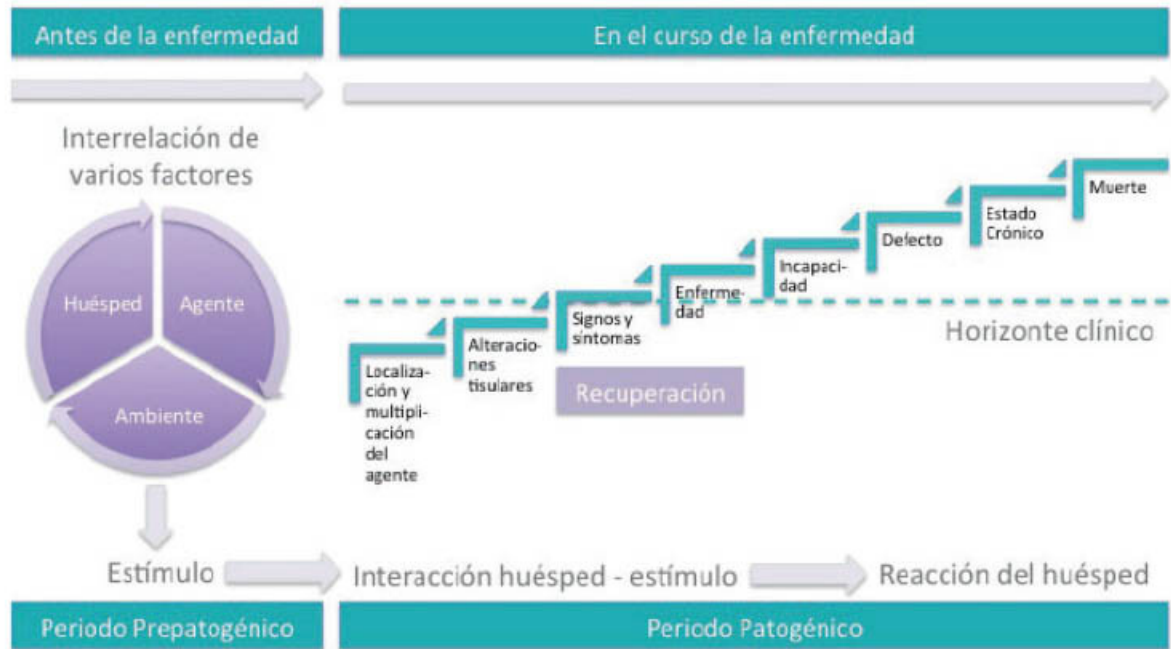 Antes de la enfermedad
En el curso de la enfermedad
Interrelación de
varios factores
Huésped
Agente
Ambiente
Localiza-
ción y
multipli-
cación
del
agente
Alteracio-
nes
tisulares
Signos y
síntomas
Enferme-
dad
Incapaci-
dad
Defecto
Estado
Crónico
Muerte
Horizonte clínico
Recuperación
Estímulo
Interacción huésped - estímulo
Reacción del huésped
Periodo Prepatogénico
Periodo Patogénico